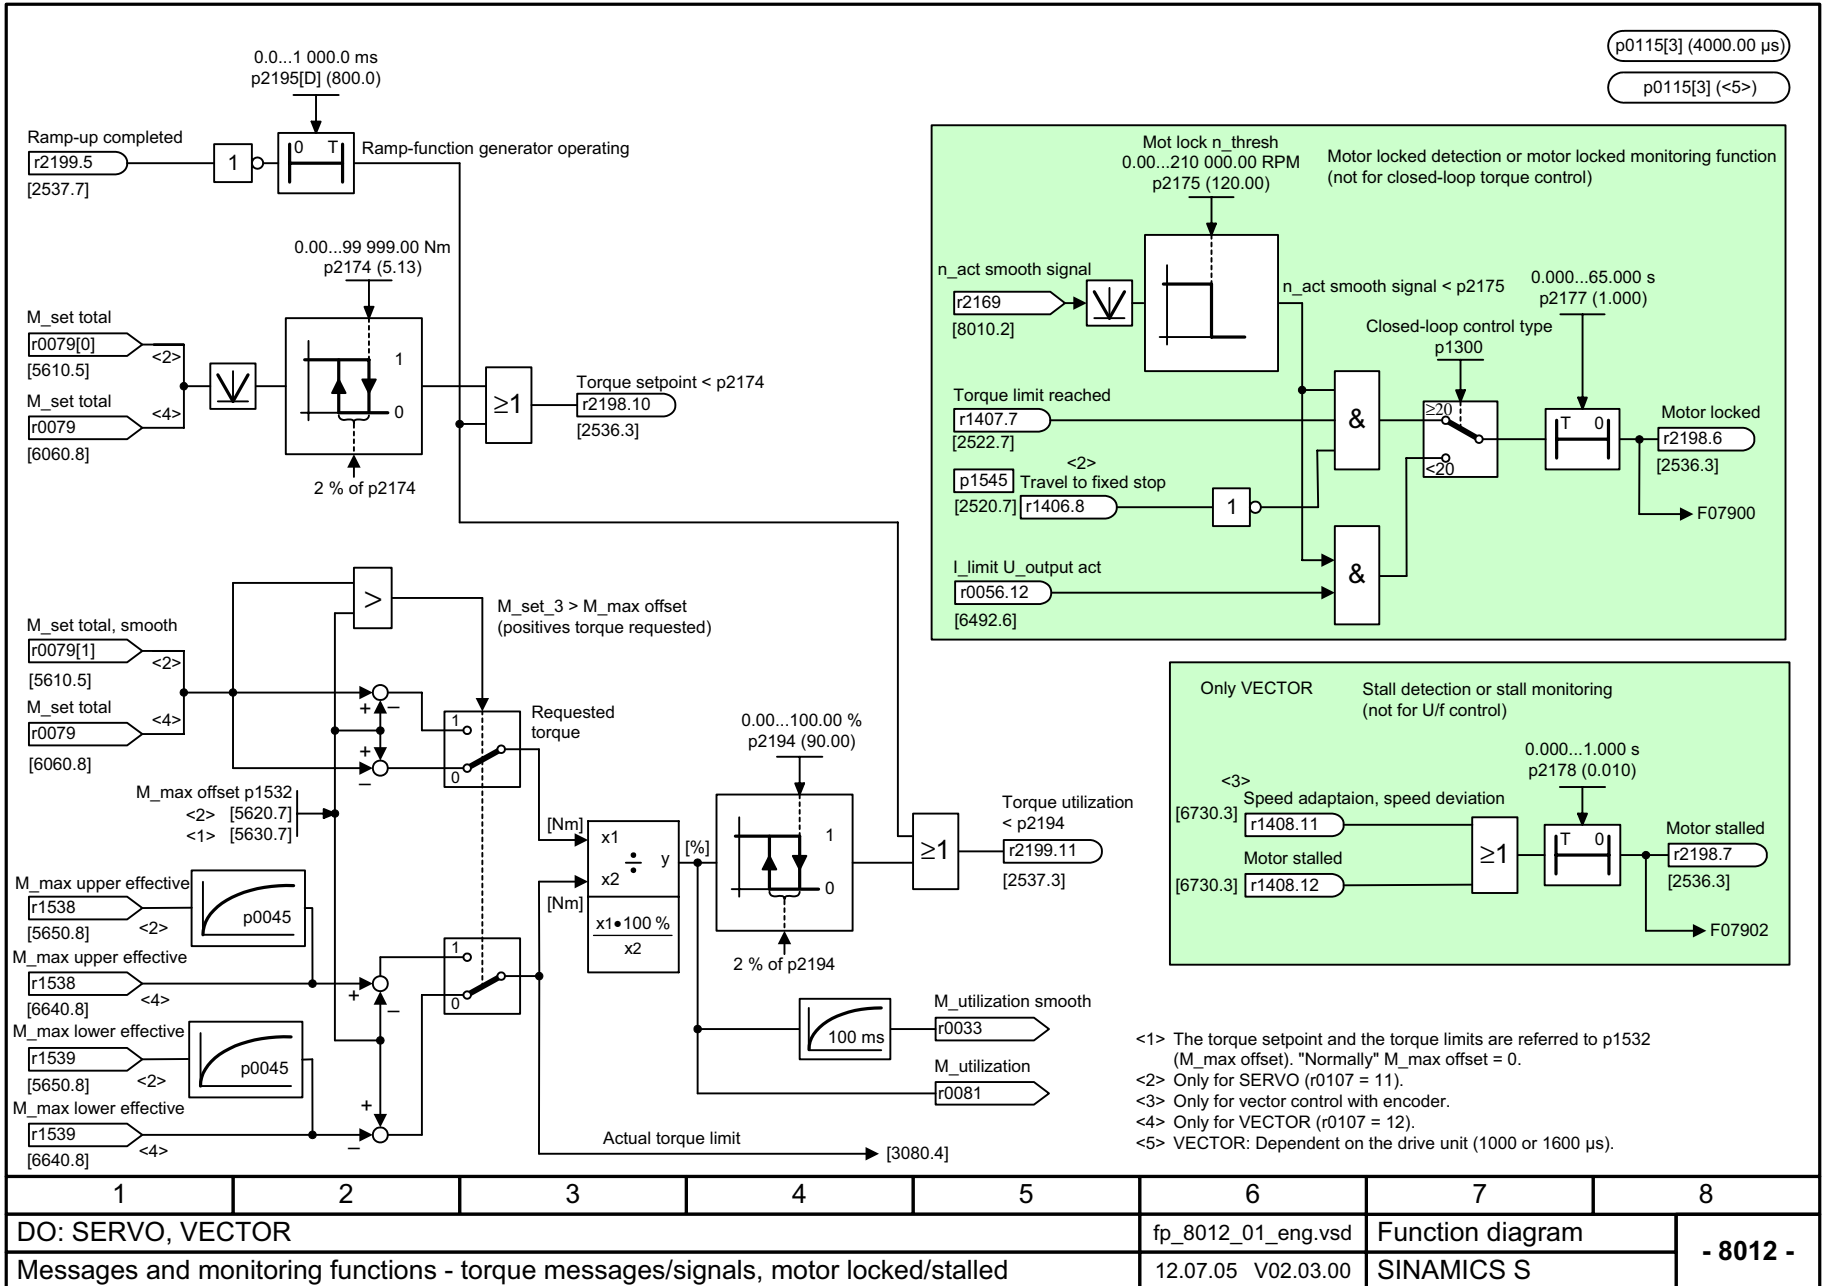 p0115[3] (4000.00 µs)
p0115[3] (<5>)
0.0...1 000.0 ms
p2195[D] (800.0)
Ramp-up completed
r2199.5
[2537.7]
1
0 T
Ramp-function generator operating
0.00...99 999.00 Nm
p2174 (5.13)
M_set total
r0079[0]
<2>
[5610.5]
M_set total
<4>
r0079
[6060.8]
1
0
2 % of p2174
≥1
Torque setpoint < p2174
r2198.10
[2536.3]
Mot lock n_thresh
0.00...210 000.00 RPM
p2175 (120.00)
Motor locked detection or motor locked monitoring function
(not for closed-loop torque control)
n_act smooth signal
r2169
[8010.2]
n_act smooth signal < p2175
0.000...65.000 s
p2177 (1.000)
Closed-loop control type
p1300
Torque limit reached
r1407.7
[2522.7]
&
≥20
<20
T 0
Motor locked
r2198.6
[2536.3]
<2>
p1545
Travel to fixed stop
[2520.7]
r1406.8
1
F07900
I_limit U_output act
r0056.12
[6492.6]
&
>
M_set_3 > M_max offset
(positives torque requested)
M_set total, smooth
r0079[1]
<2>
[5610.5]
M_set total
<4>
r0079
[6060.8]
+
–
+
–
1
0
Requested
torque
M_max offset p1532
<2> [5620.7]
<1> [5630.7]
0.00...100.00 %
p2194 (90.00)
[Nm]
x1
÷
y
x2
[Nm]
x1•100 %
x2
[%]
1
0
2 % of p2194
≥1
Torque utilization
< p2194
r2199.11
[2537.3]
Only VECTOR
Stall detection or stall monitoring
(not for U/f control)
0.000...1.000 s
p2178 (0.010)
<3>
Speed adaptaion, speed deviation
[6730.3]
r1408.11
Motor stalled
[6730.3]
r1408.12
≥1
T 0
Motor stalled
r2198.7
[2536.3]
F07902
M_max upper effective
r1538
[5650.8]
<2>
p0045
M_max upper effective
r1538
<4>
[6640.8]
+
–
1
0
M_max lower effective
r1539
[5650.8]
<2>
p0045
M_max lower effective
r1539
<4>
[6640.8]
+
–
100 ms
M_utilization smooth
r0033
M_utilization
r0081
Actual torque limit
[3080.4]
<1> The torque setpoint and the torque limits are referred to p1532
(M_max offset). "Normally" M_max offset = 0.
<2> Only for SERVO (r0107 = 11).
<3> Only for vector control with encoder.
<4> Only for VECTOR (r0107 = 12).
<5> VECTOR: Dependent on the drive unit (1000 or 1600 µs).
1 2 3 4 5 6 7 8
DO: SERVO, VECTOR
fp_8012_01_eng.vsd
Function diagram
- 8012 -
Messages and monitoring functions - torque messages/signals, motor locked/stalled
12.07.05 V02.03.00
SINAMICS S